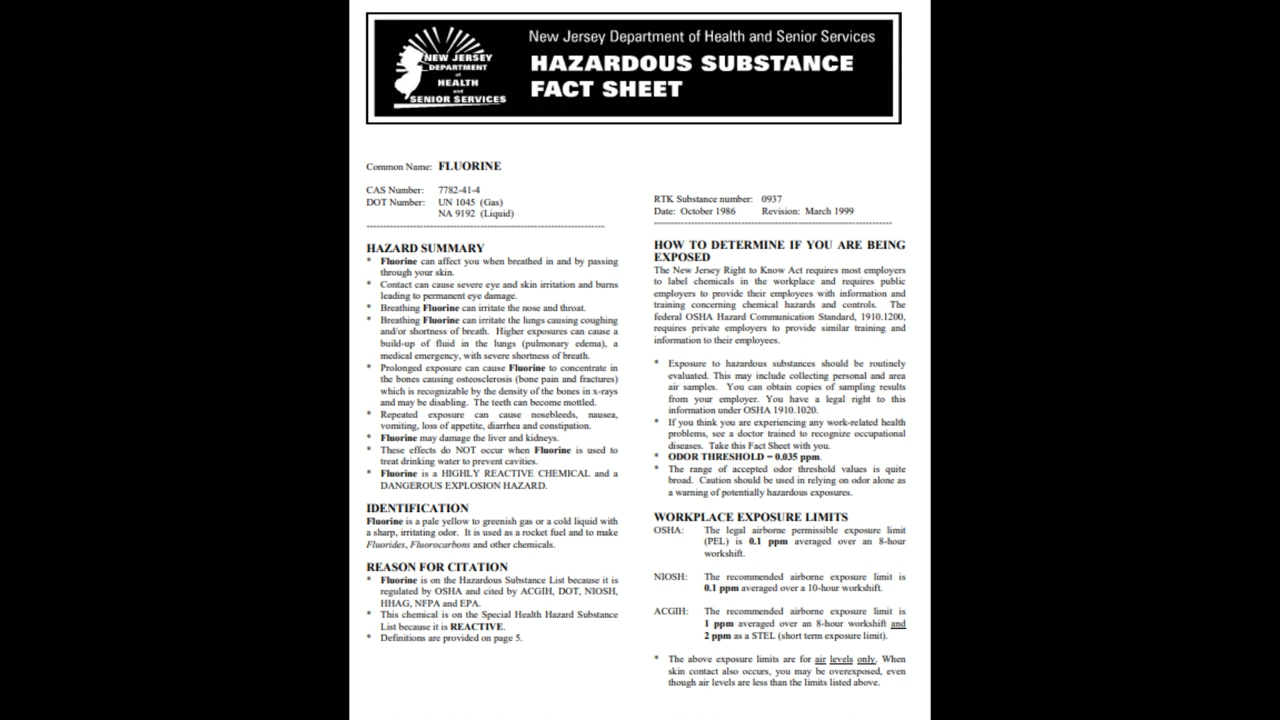 NEW JERSEY
DEPARTMENT
of
HEALTH
and
SENIOR SERVICES
New Jersey Department of Health and Senior Services
HAZARDOUS SUBSTANCE
FACT SHEET
Common Name: FLUORINE
CAS Number: 7782-41-4
DOT Number: UN 1045 (Gas)
NA 9192 (Liquid)
------------------------------------------------------------------------
HAZARD SUMMARY
* Fluorine can affect you when breathed in and by passing
through your skin.
* Contact can cause severe eye and skin irritation and burns
leading to permanent eye damage.
* Breathing Fluorine can irritate the nose and throat.
* Breathing Fluorine can irritate the lungs causing coughing
and/or shortness of breath. Higher exposures can cause a
build-up of fluid in the lungs (pulmonary edema), a
medical emergency, with severe shortness of breath.
* Prolonged exposure can cause Fluorine to concentrate in
the bones causing osteosclerosis (bone pain and fractures)
which is recognizable by the density of the bones in x-rays
and may be disabling. The teeth can become mottled.
* Repeated exposure can cause nosebleeds, nausea,
vomiting, loss of appetite, diarrhea and constipation.
* Fluorine may damage the liver and kidneys.
* These effects do NOT occur when Fluorine is used to
treat drinking water to prevent cavities.
* Fluorine is a HIGHLY REACTIVE CHEMICAL and a
DANGEROUS EXPLOSION HAZARD.
IDENTIFICATION
Fluorine is a pale yellow to greenish gas or a cold liquid with
a sharp, irritating odor. It is used as a rocket fuel and to make
Fluorides, Fluorocarbons and other chemicals.
REASON FOR CITATION
* Fluorine is on the Hazardous Substance List because it is
regulated by OSHA and cited by ACGIH, DOT, NIOSH,
HHAG, NFPA and EPA.
* This chemical is on the Special Health Hazard Substance
List because it is REACTIVE.
* Definitions are provided on page 5.
RTK Substance number: 0937
Date: October 1986 Revision: March 1999
------------------------------------------------------------------------
HOW TO DETERMINE IF YOU ARE BEING
EXPOSED
The New Jersey Right to Know Act requires most employers
to label chemicals in the workplace and requires public
employers to provide their employees with information and
training concerning chemical hazards and controls. The
federal OSHA Hazard Communication Standard, 1910.1200,
requires private employers to provide similar training and
information to their employees.
* Exposure to hazardous substances should be routinely
evaluated. This may include collecting personal and area
air samples. You can obtain copies of sampling results
from your employer. You have a legal right to this
information under OSHA 1910.1020.
* If you think you are experiencing any work-related health
problems, see a doctor trained to recognize occupational
diseases. Take this Fact Sheet with you.
* ODOR THRESHOLD = 0.035 ppm.
* The range of accepted odor threshold values is quite
broad. Caution should be used in relying on odor alone as
a warning of potentially hazardous exposures.
WORKPLACE EXPOSURE LIMITS
OSHA: The legal airborne permissible exposure limit
(PEL) is 0.1 ppm averaged over an 8-hour
workshift.
NIOSH: The recommended airborne exposure limit is
0.1 ppm averaged over a 10-hour workshift.
ACGIH: The recommended airborne exposure limit is
1 ppm averaged over an 8-hour workshift and
2 ppm as a STEL (short term exposure limit).
* The above exposure limits are for air levels only. When
skin contact also occurs, you may be overexposed, even
though air levels are less than the limits listed above.